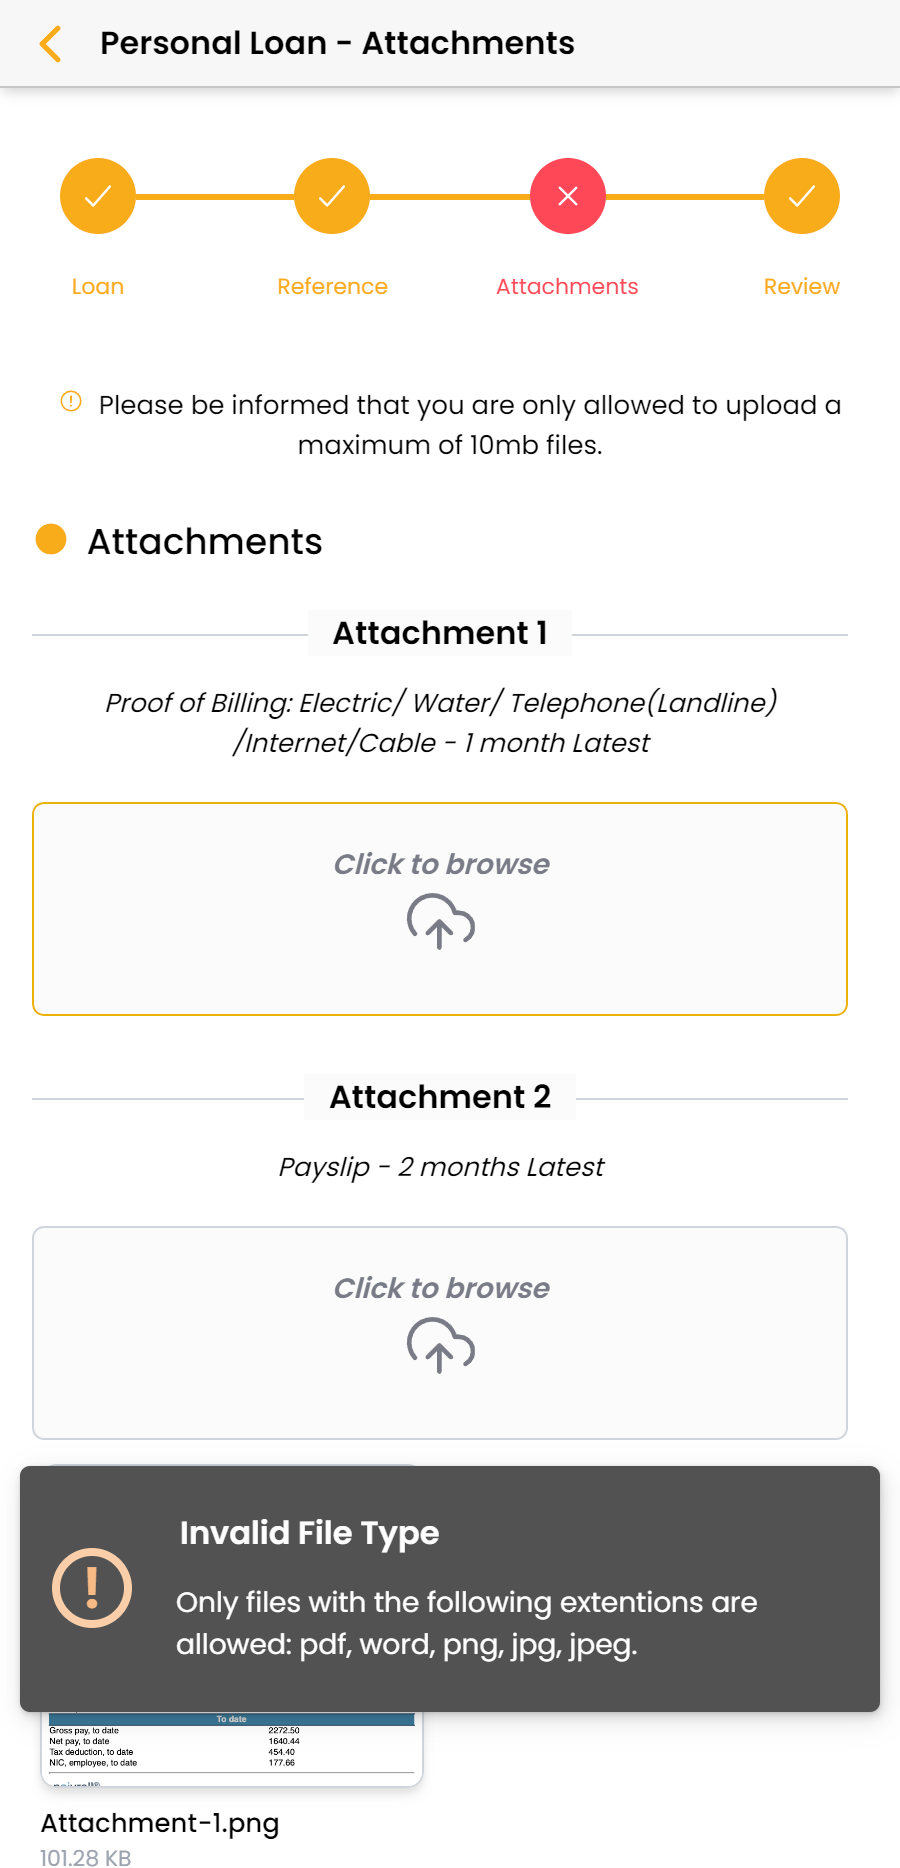 Personal Loan - Attachments
Loan
Reference
Attachments
Review
Please be informed that you are only allowed to upload a
maximum of 10mb files.
Attachments
Attachment 1
Proof of Billing: Electric/ Water/ Telephone(Landline)
/Internet/Cable - 1 month Latest
Click to browse
Attachment 2
Payslip - 2 months Latest
Click to browse
Invalid File Type
Only files with the following extentions are
allowed: pdf, word, png, jpg, jpeg.
To date
Gross pay, to date 2272.50
Net pay, to date 1640.44
Tax deduction, to date 454.40
NIC, employee, to date 177.66
Attachment-1.png
101.28 KB